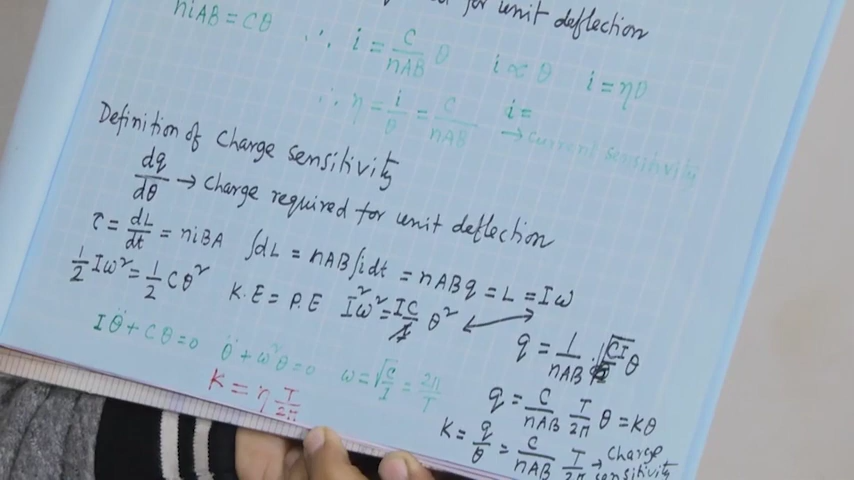 for unit deflection
niAB = Cθ ∴ i = C/nAB θ i ∝ θ i = ηθ
∴ η = i/θ = C/nAB i = → Current sensitivity
Definition of Charge Sensitivity
dq/dθ → Charge required for unit deflection
τ = dL/dt = niBA ∫dL = nAB∫idt = nABq = L = Iω
1/2 Iω² = 1/2 Cθ² K.E = P.E I²ω² = IC θ²
Iθ̈ + Cθ = 0 θ̈ + ω²θ = 0 ω = √C/I = 2π/T
q = 1/nAB √CI θ
K = η T/2π
q = C/nAB T/2π θ = Kθ
K = q/θ = C/nAB T/2π → Charge sensitivity